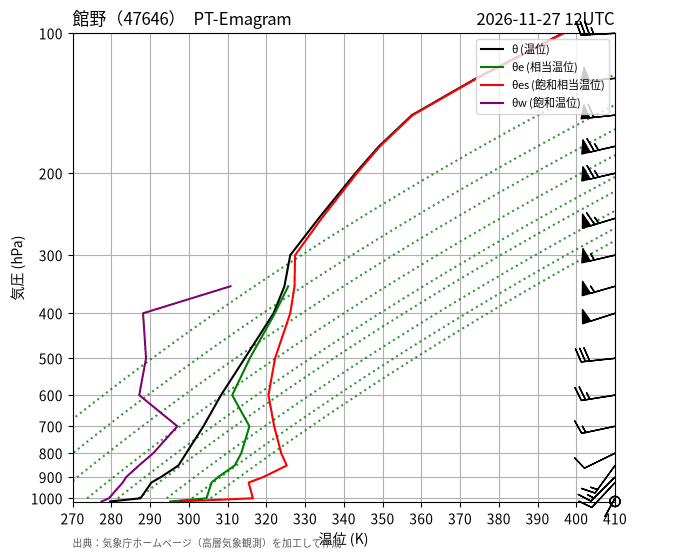 館野（47646） PT-Emagram
2026-11-27 12UTC
θ (温位)
θe (相当温位)
θes (飽和相当温位)
θw (飽和温位)
気圧 (hPa)
100
200
300
400
500
600
700
800
900
1000
270 280 290 300 310 320 330 340 350 360 370 380 390 400 410
温位 (K)
出典：気象庁ホームページ（高層気象観測）を加工して